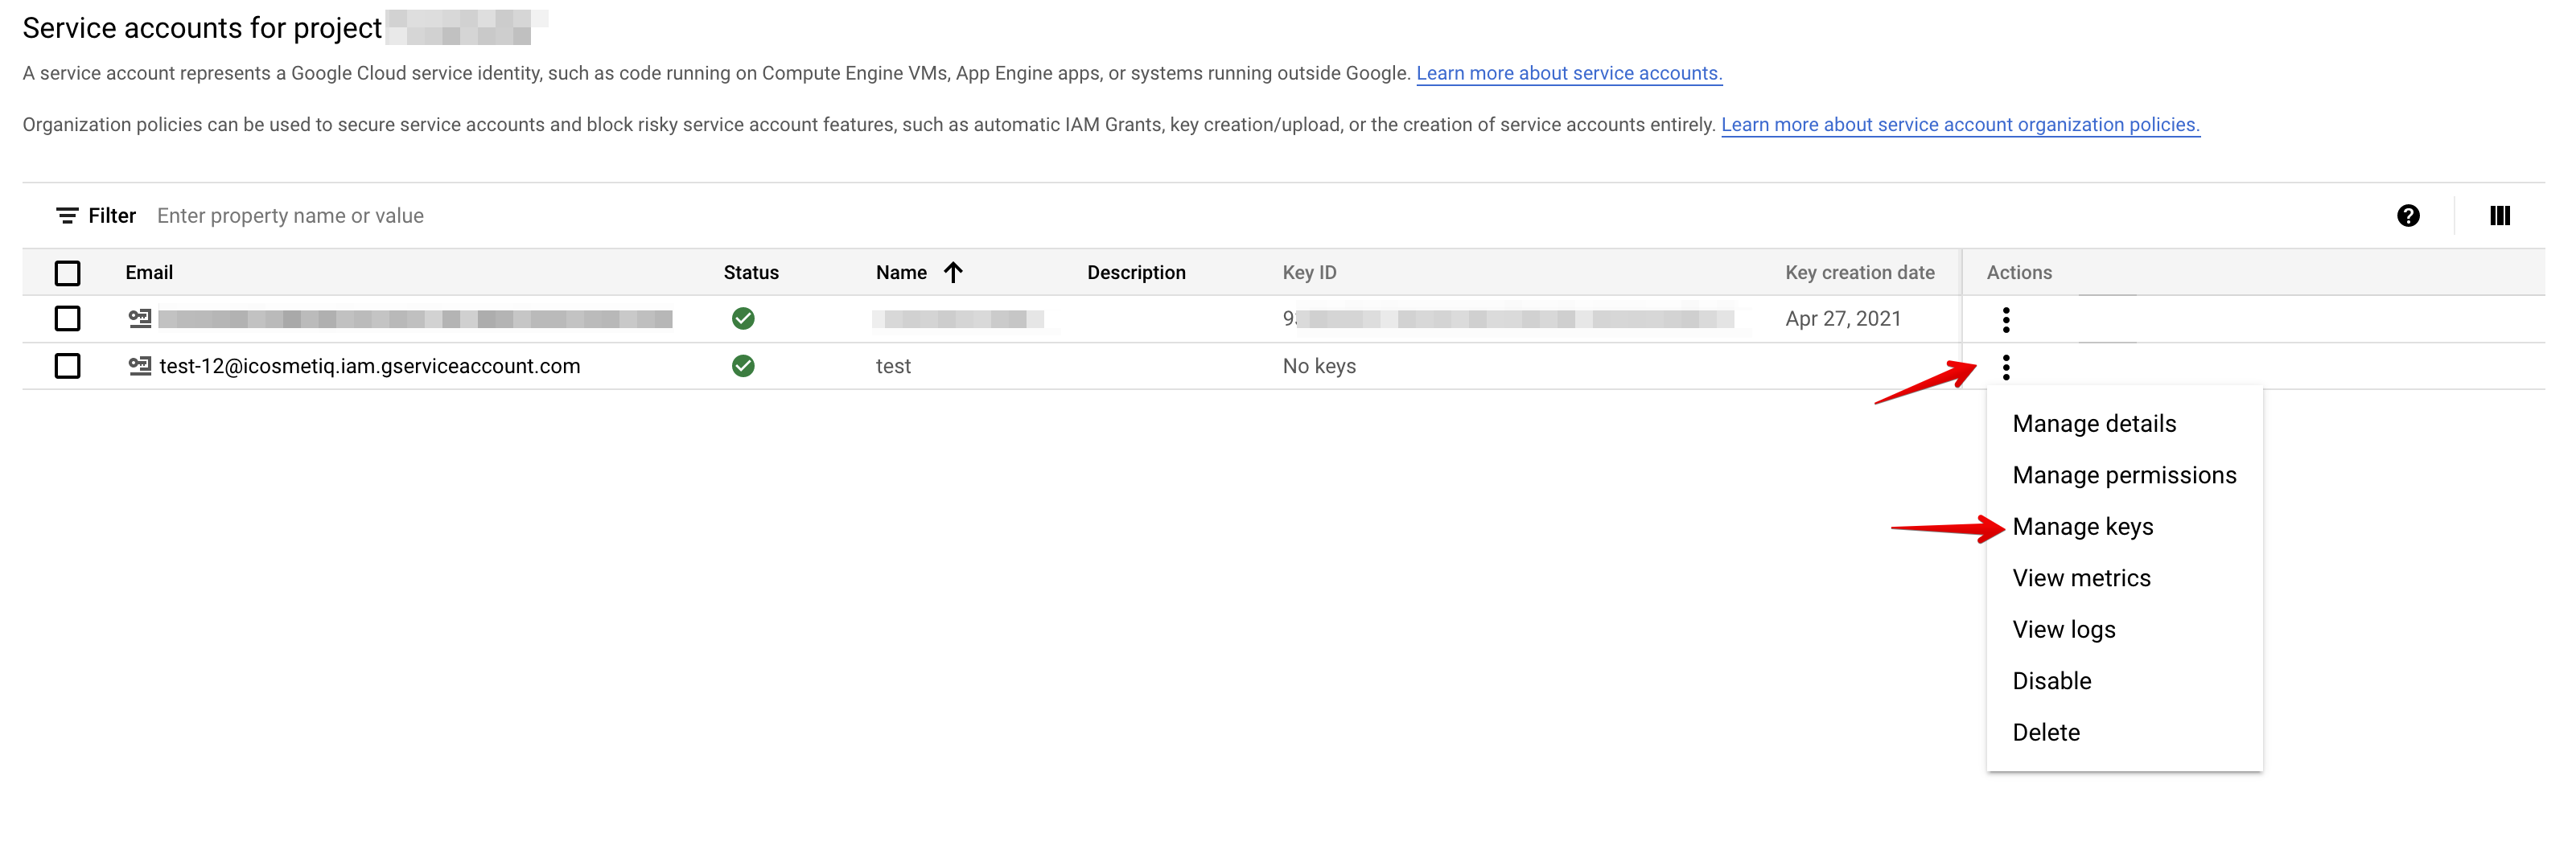 Service accounts for project
A service account represents a Google Cloud service identity, such as code running on Compute Engine VMs, App Engine apps, or systems running outside Google. Learn more about service accounts.
Organization policies can be used to secure service accounts and block risky service account features, such as automatic IAM Grants, key creation/upload, or the creation of service accounts entirely. Learn more about service account organization policies.
Filter Enter property name or value
Email Status Name Description Key ID Key creation date Actions
Apr 27, 2021
test-12@icosmetiq.iam.gserviceaccount.com test No keys
Manage details
Manage permissions
Manage keys
View metrics
View logs
Disable
Delete